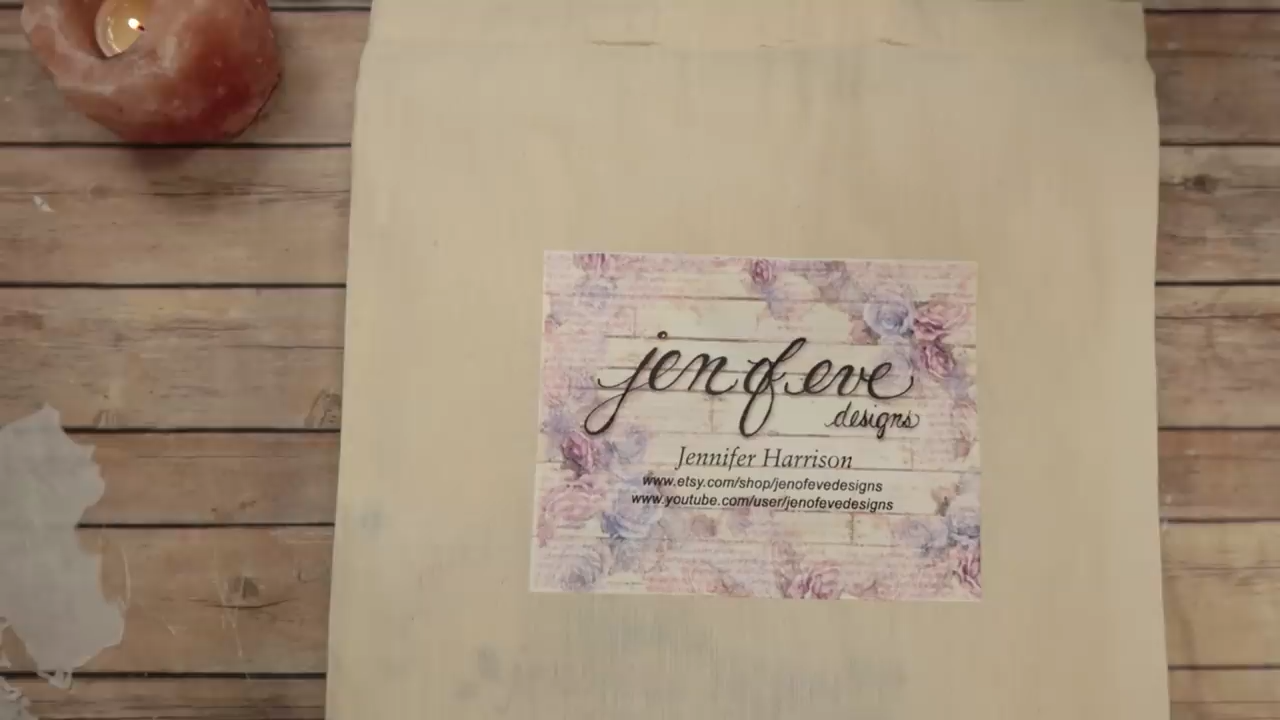 jen of eve
designs
Jennifer Harrison
www.etsy.com/shop/jenofevedesigns
www.youtube.com/user/jenofevedesigns